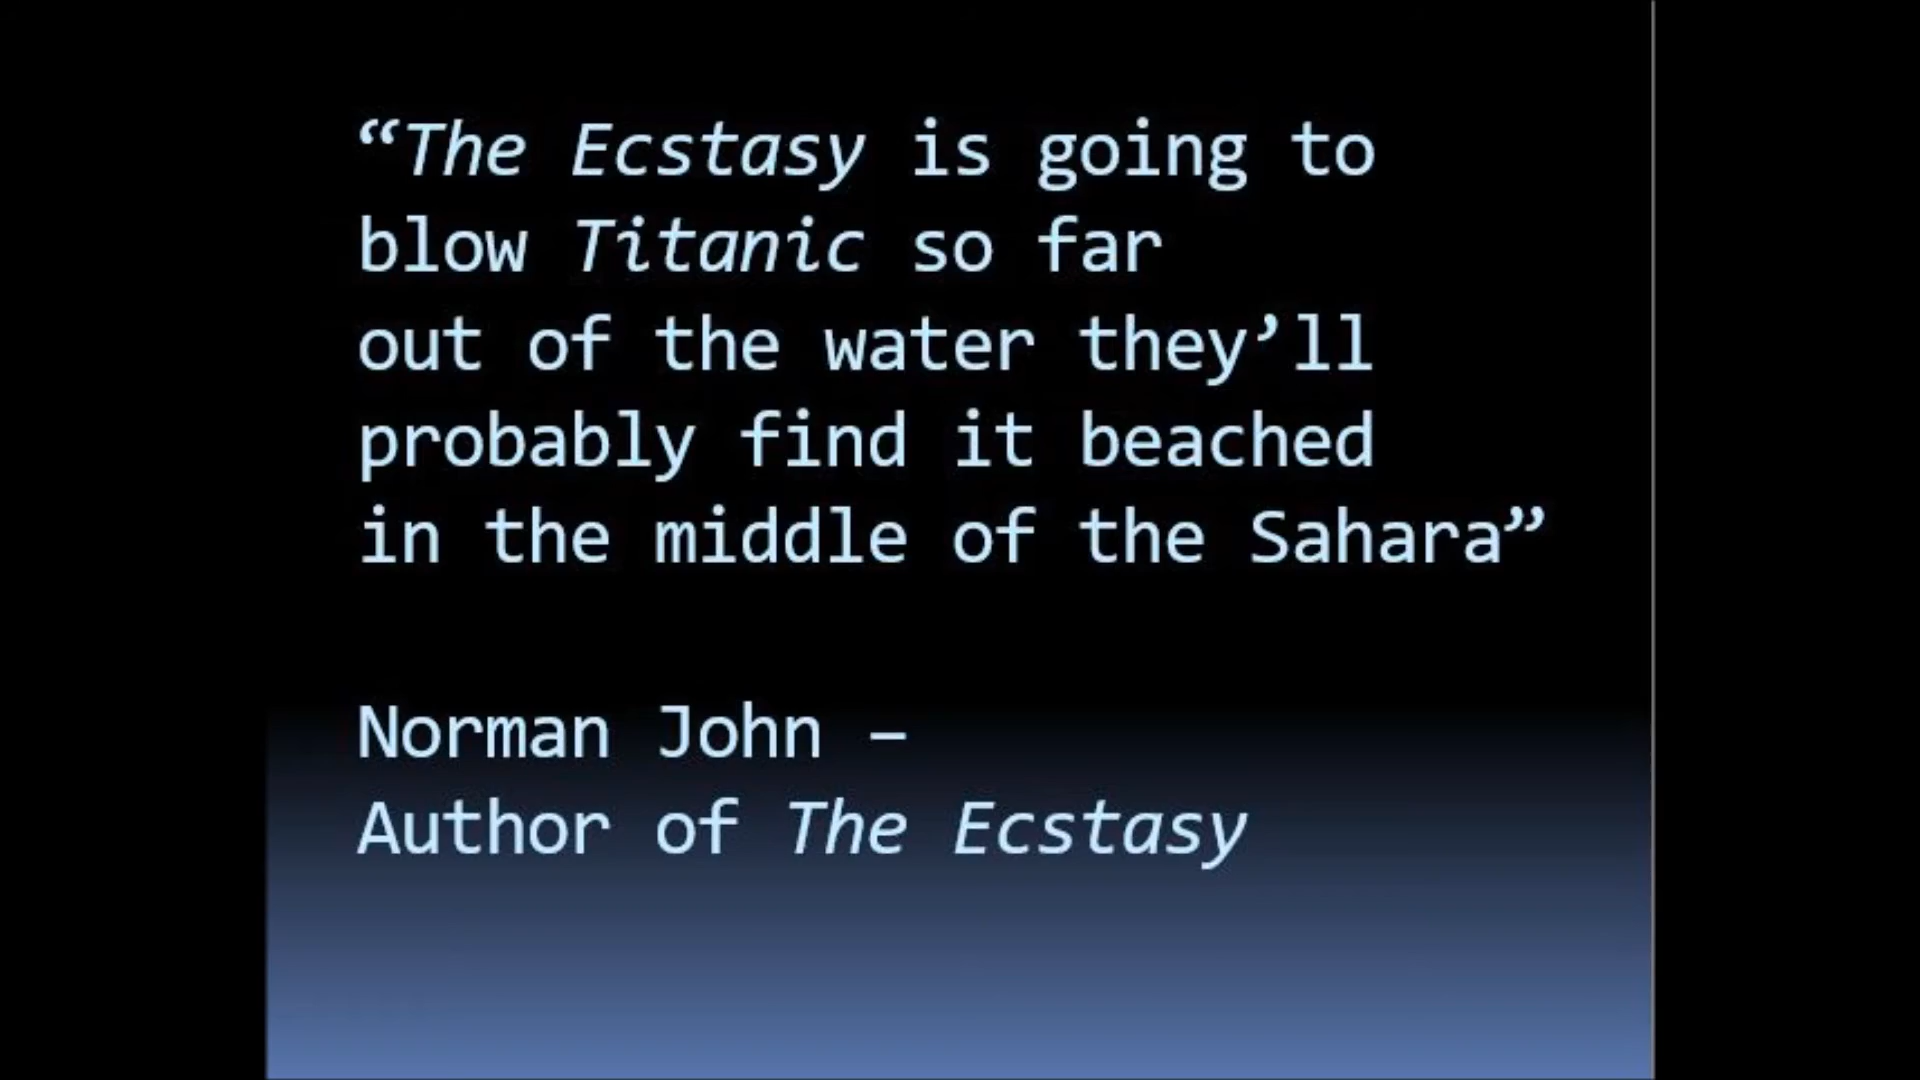 “The Ecstasy is going to
blow Titanic so far
out of the water they’ll
probably find it beached
in the middle of the Sahara”
Norman John –
Author of The Ecstasy